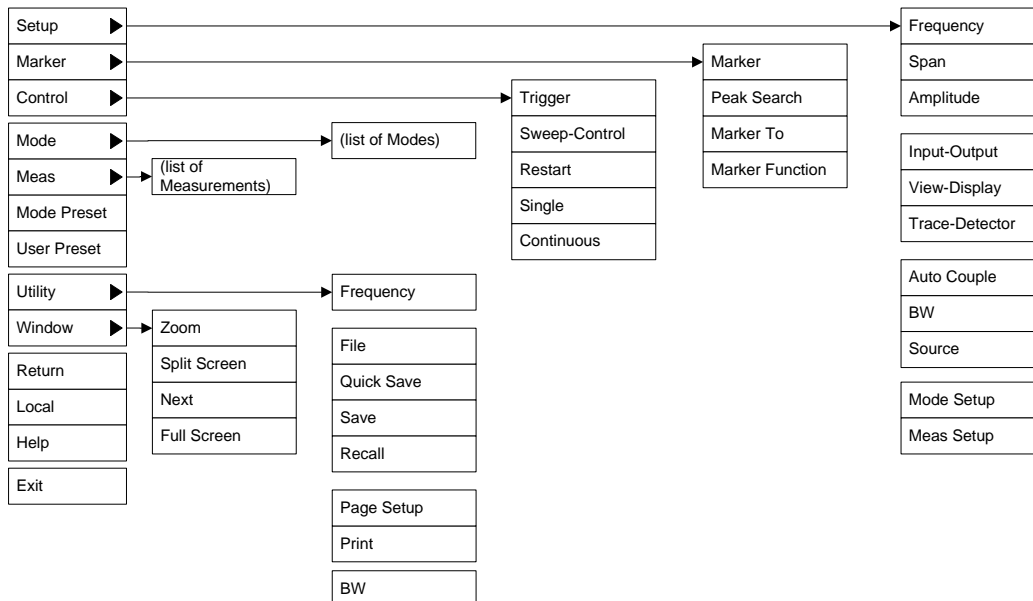 Setup
Marker
Control
Mode
Meas
Mode Preset
User Preset
Utility
Window
Return
Local
Help
Exit
(list of
Measurements)
Zoom
Split Screen
Next
Full Screen
(list of Modes)
Frequency
File
Quick Save
Save
Recall
Page Setup
Print
BW
Trigger
Sweep-Control
Restart
Single
Continuous
Marker
Peak Search
Marker To
Marker Function
Frequency
Span
Amplitude
Input-Output
View-Display
Trace-Detector
Auto Couple
BW
Source
Mode Setup
Meas Setup